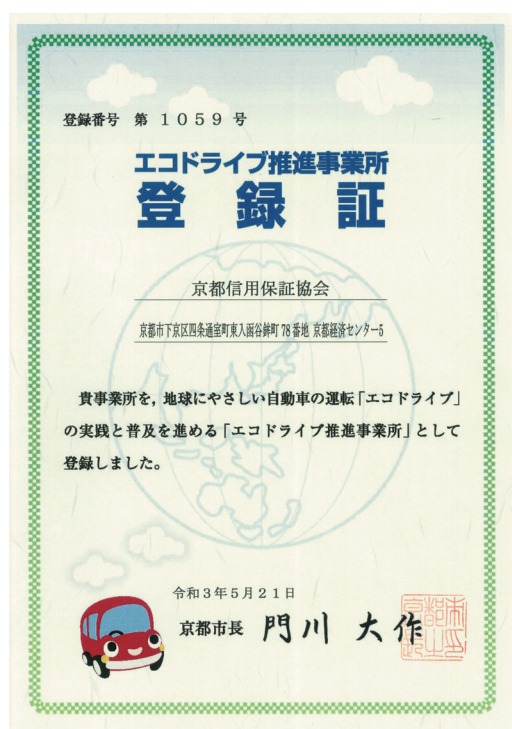 登録番号 第 1059 号
エコドライブ推進事業所
登録証
京都信用保証協会
京都市下京区四条通室町東入函谷鉾町 78 番地 京都経済センター5
貴事業所を,地球にやさしい自動車の運転「エコドライブ」
の実践と普及を進める「エコドライブ推進事業所」として
登録しました。
令和3年5月21日
京都市長 門川 大作